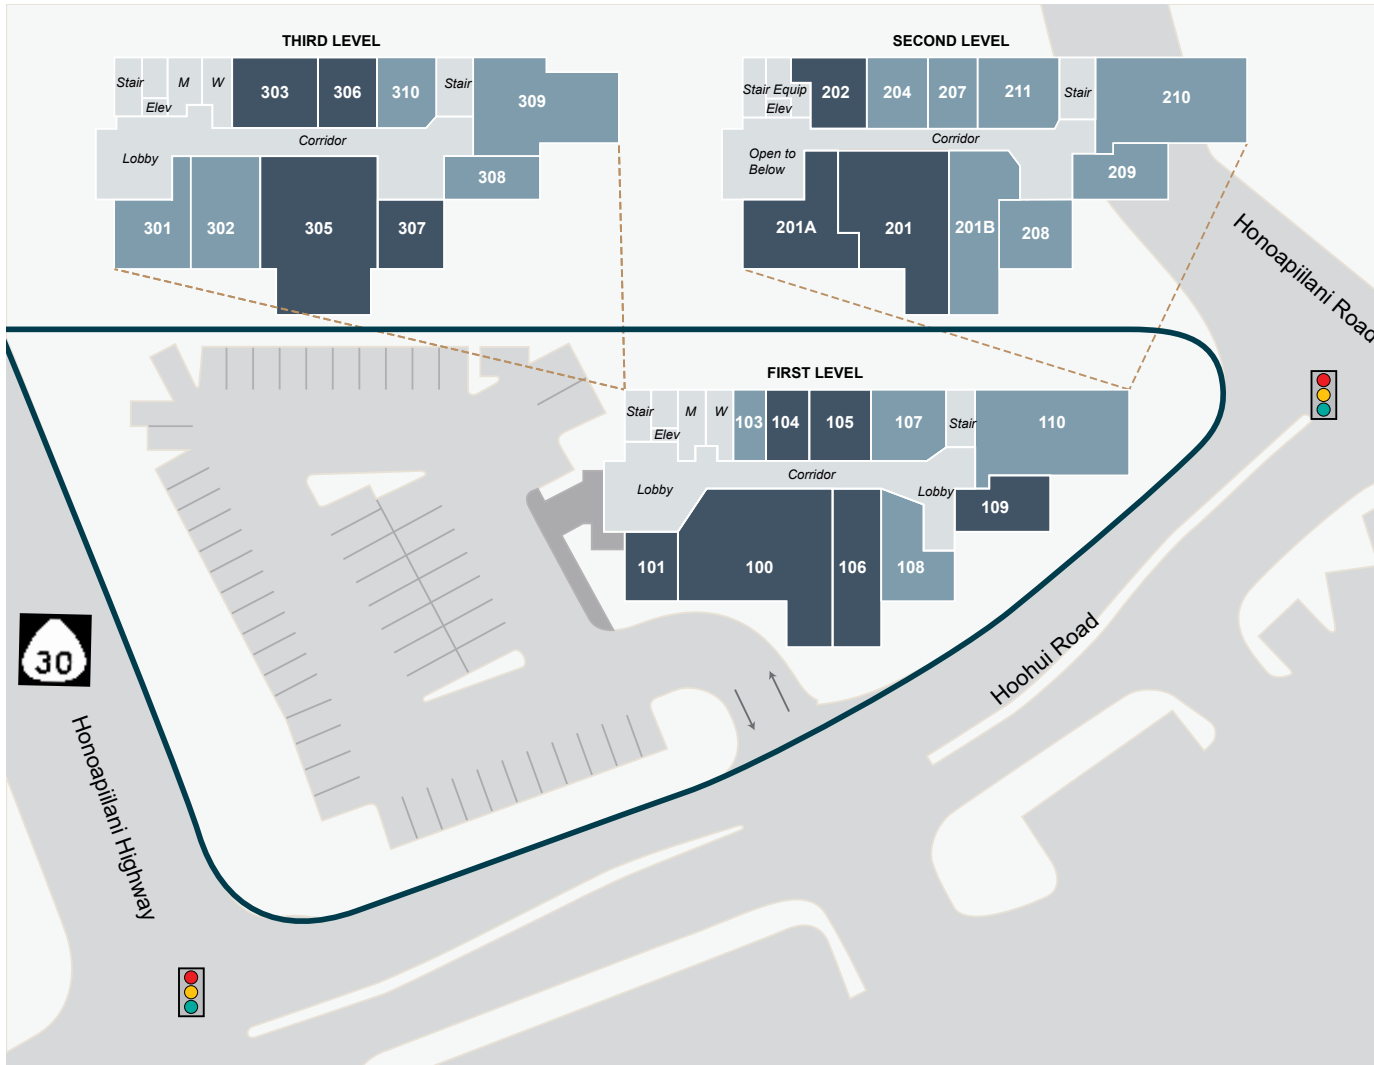 THIRD LEVEL
Stair
Elev
M
W
303
306
310
Stair
309
Corridor
Lobby
308
301
302
305
307
SECOND LEVEL
Stair
Equip
Elev
202
204
207
211
Stair
210
Corridor
Open to
Below
209
201A
201
201B
208
Honoapiilani Road
FIRST LEVEL
Stair
Elev
M
W
103
104
105
107
Stair
110
Corridor
Lobby
Lobby
109
101
100
106
108
30
Hoohui Road
Honoapiilani Highway